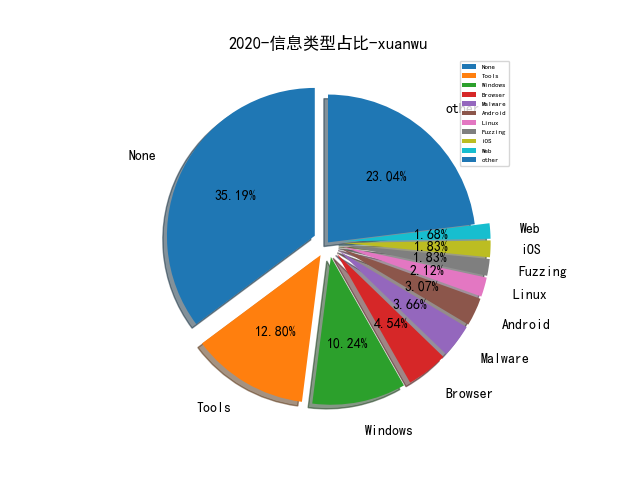 2020-信息类型占比-xuanwu
None
Tools
Windows
Browser
Malware
Android
Linux
Fuzzing
iOS
Web
other
other
None
35.19%
23.04%
Web
1.68%
iOS
1.83%
Fuzzing
1.83%
Linux
2.12%
Android
3.07%
Malware
3.66%
Browser
4.54%
Windows
10.24%
Tools
12.80%